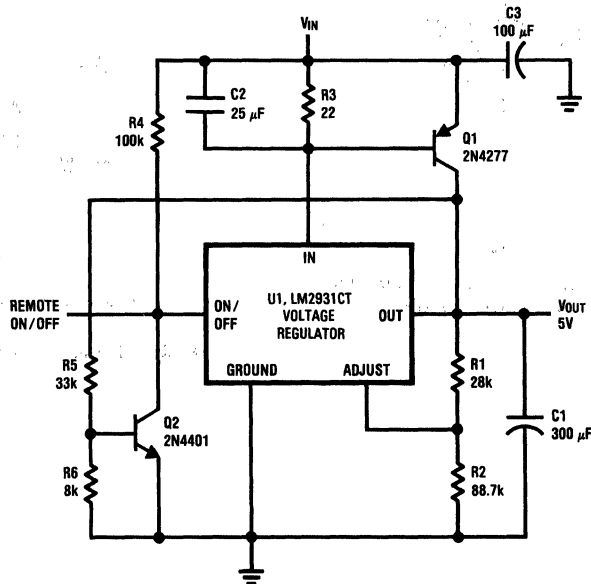 C3
100 μF
VIN
C2
25 μF
R3
22
R4
100k
Q1
2N4277
IN
U1, LM2931CT
VOLTAGE
REGULATOR
REMOTE
ON/OFF
ON/
OFF
OUT
VOUT
5V
GROUND
ADJUST
R5
33k
R1
28k
Q2
2N4401
C1
300 μF
R6
8k
R2
88.7k